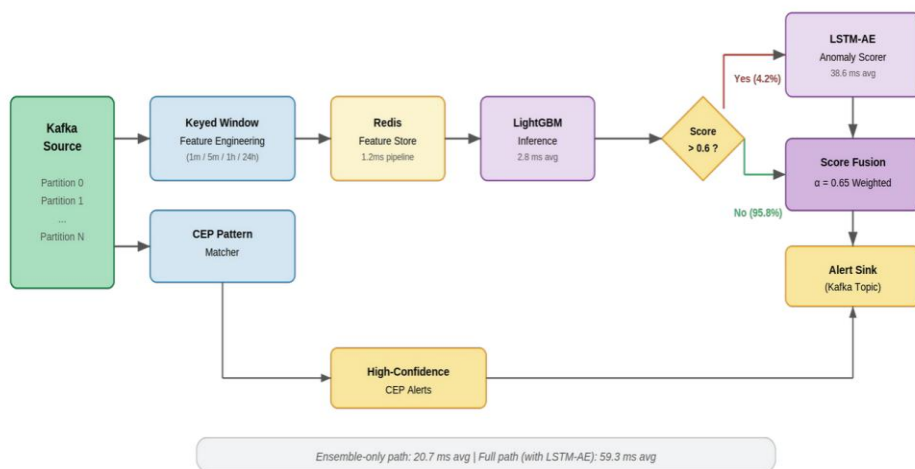 Kafka
Source
Partition 0
Partition 1
...
Partition N
Keyed Window
Feature Engineering
(1m / 5m / 1h / 24h)
Redis
Feature Store
1.2ms pipeline
LightGBM
Inference
2.8 ms avg
Score
> 0.6 ?
Yes (4.2%)
No (95.8%)
LSTM-AE
Anomaly Scorer
38.6 ms avg
Score Fusion
α = 0.65 Weighted
Alert Sink
(Kafka Topic)
CEP Pattern
Matcher
High-Confidence
CEP Alerts
Ensemble-only path: 20.7 ms avg | Full path (with LSTM-AE): 59.3 ms avg